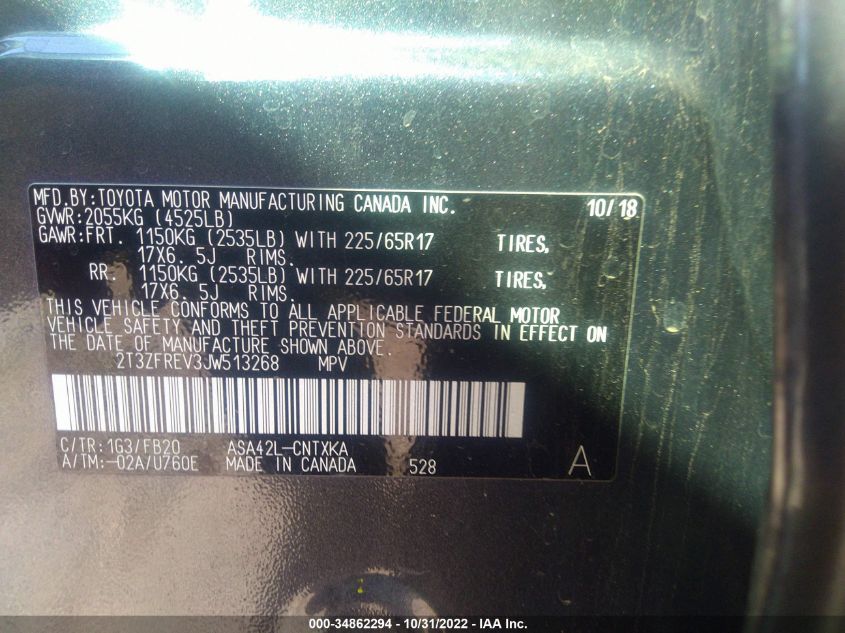 MFD.BY:TOYOTA MOTOR MANUFACTURING CANADA INC. 10/18
GVWR:2055KG (4525LB)
GAWR:FRT. 1150KG (2535LB) WITH 225/65R17 TIRES,
17X6. 5J RIMS.
RR. 1150KG (2535LB) WITH 225/65R17 TIRES,
17X6. 5J RIMS.
THIS VEHICLE CONFORMS TO ALL APPLICABLE FEDERAL MOTOR
VEHICLE SAFETY AND THEFT PREVENTION STANDARDS IN EFFECT ON
THE DATE OF MANUFACTURE SHOWN ABOVE.
2T3ZFREV3JW513268 MPV
C/TR:1G3/FB20 ASA42L-CNTXKA
A/TM:-02A/U760E MADE IN CANADA 528 A
000-34862294 - 10/31/2022 - IAA Inc.